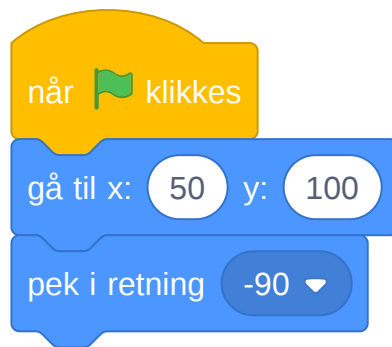 når klikkes
gå til x: 50 y: 100
pek i retning -90